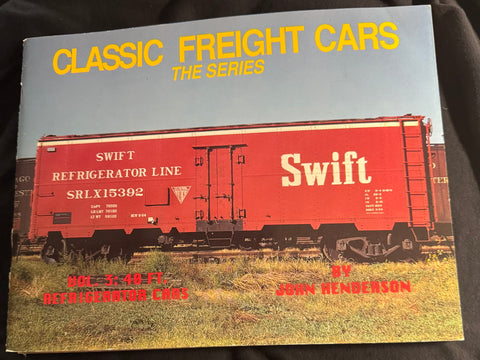 CLASSIC FREIGHT CARS
THE SERIES
SWIFT
REFRIGERATOR LINE
SRLX15392
Swift
VOL. 3: 40 FT.
REFRIGERATOR CARS
BY
JOHN HENDERSON